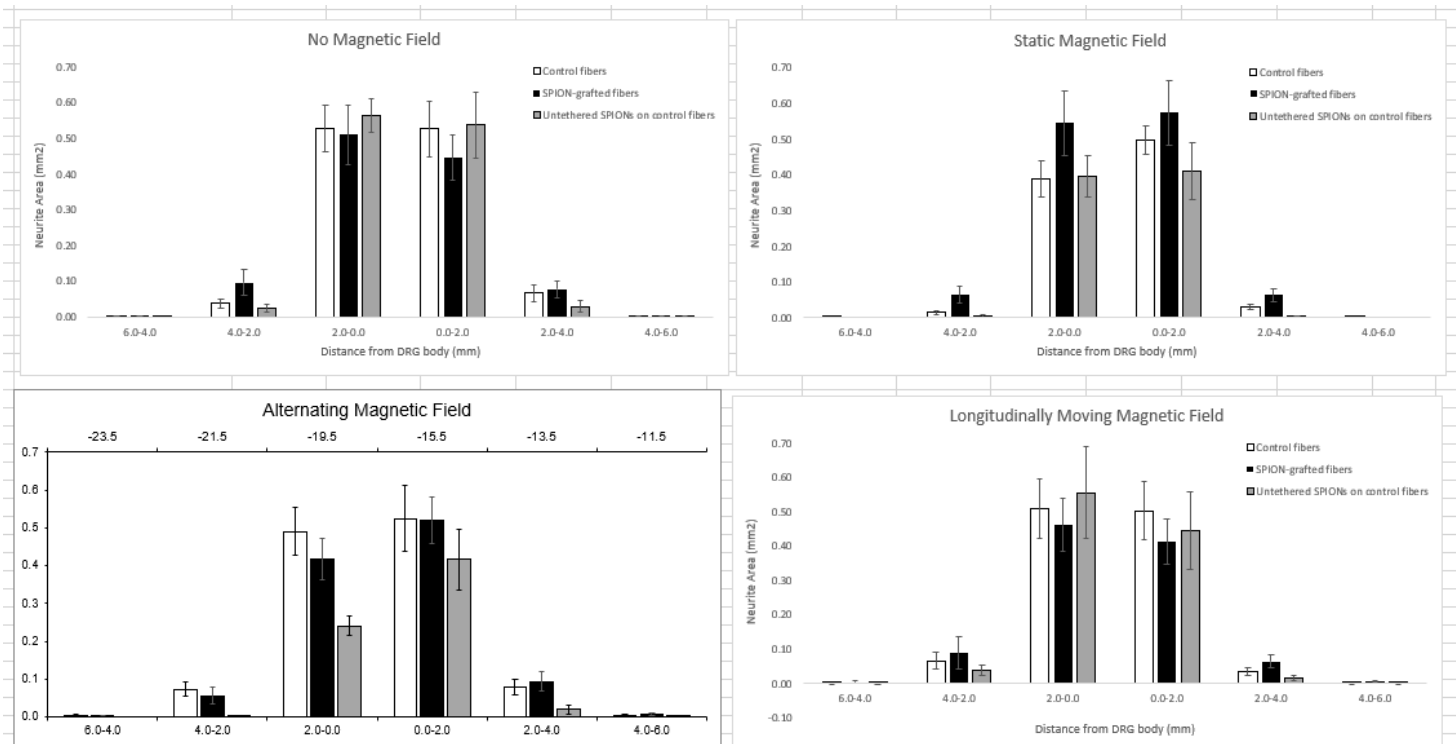 No Magnetic Field
0.70
0.60
0.50
0.40
0.30
0.20
0.10
0.00
Neurite Area (mm2)
Control fibers
SPION-grafted fibers
Untethered SPIONs on control fibers
6.0-4.0 4.0-2.0 2.0-0.0 0.0-2.0 2.0-4.0 4.0-6.0
Distance from DRG body (mm)
Static Magnetic Field
0.70
0.60
0.50
0.40
0.30
0.20
0.10
0.00
Neurite Area (mm2)
Control fibers
SPION-grafted fibers
Untethered SPIONs on control fibers
6.0-4.0 4.0-2.0 2.0-0.0 0.0-2.0 2.0-4.0 4.0-6.0
Distance from DRG body (mm)
Alternating Magnetic Field
-23.5 -21.5 -19.5 -15.5 -13.5 -11.5
0.7
0.6
0.5
0.4
0.3
0.2
0.1
0.0
6.0-4.0 4.0-2.0 2.0-0.0 0.0-2.0 2.0-4.0 4.0-6.0
Longitudinally Moving Magnetic Field
0.70
0.60
0.50
0.40
0.30
0.20
0.10
0.00
-0.10
Neurite Area (mm2)
Control fibers
SPION-grafted fibers
Untethered SPIONs on control fibers
6.0-4.0 4.0-2.0 2.0-0.0 0.0-2.0 2.0-4.0 4.0-6.0
Distance from DRG body (mm)